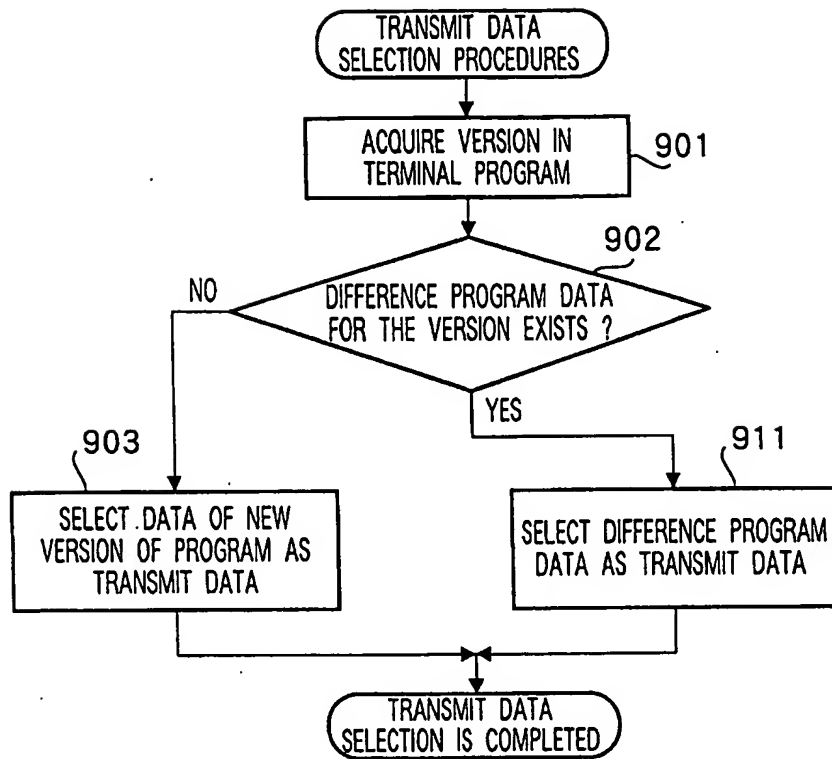 TRANSMIT DATA
SELECTION PROCEDURES
ACQUIRE VERSION IN
TERMINAL PROGRAM
901
902
DIFFERENCE PROGRAM DATA
FOR THE VERSION EXISTS ?
NO
YES
903
911
SELECT DATA OF NEW
VERSION OF PROGRAM AS
TRANSMIT DATA
SELECT DIFFERENCE PROGRAM
DATA AS TRANSMIT DATA
TRANSMIT DATA
SELECTION IS COMPLETED